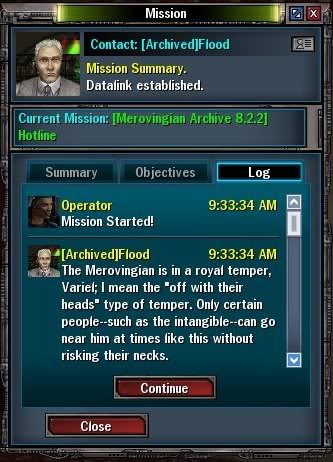 Mission
Contact: [Archived]Flood
Mission Summary.
Datalink established.
Current Mission: [Merovingian Archive 8.2.2]
Hotline
Summary
Objectives
Log
Operator 9:33:34 AM
Mission Started!
[Archived]Flood 9:33:34 AM
The Merovingian is in a royal temper,
Variel; I mean the "off with their
heads" type of temper. Only certain
people--such as the intangible--can go
near him at times like this without
risking their necks.
Continue
Close